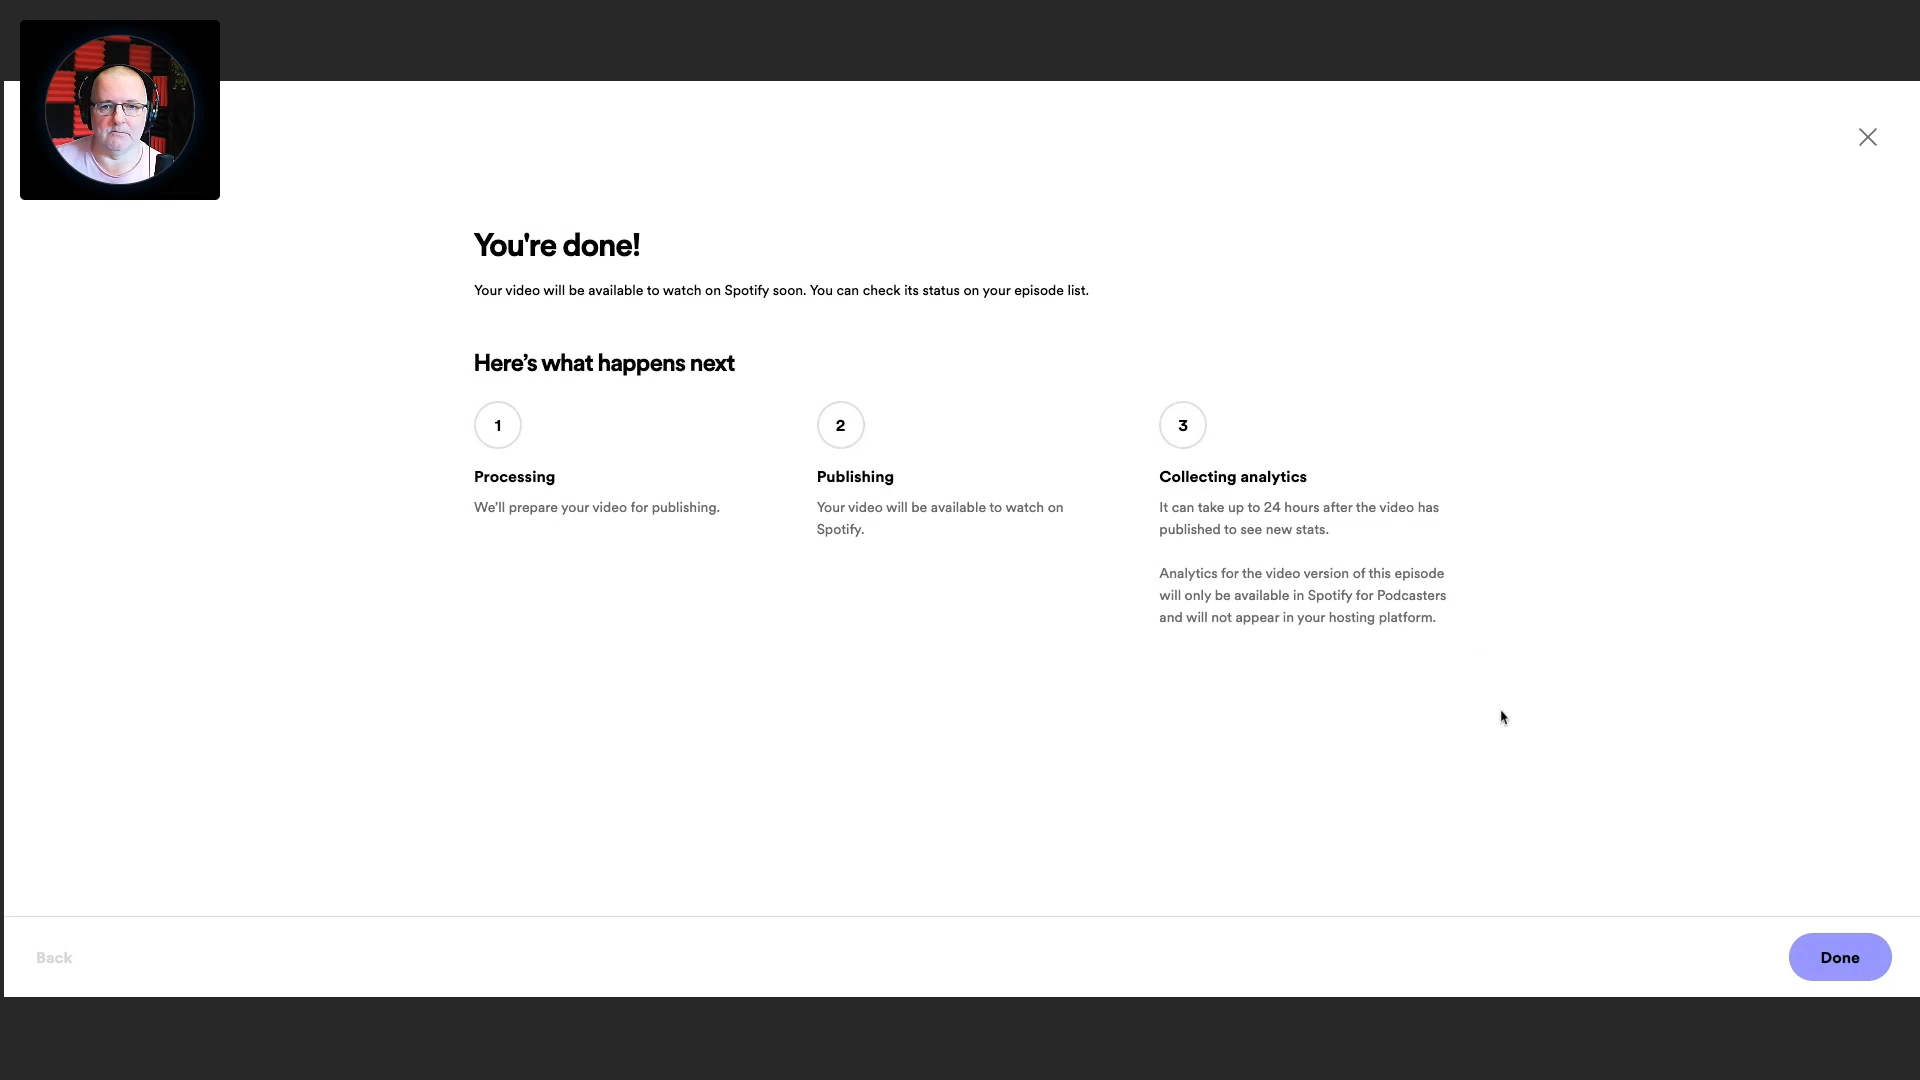 You're done!
Your video will be available to watch on Spotify soon. You can check its status on your episode list.
Here’s what happens next
1
2
3
Processing
We'll prepare your video for publishing.
Publishing
Your video will be available to watch on
Spotify.
Collecting analytics
It can take up to 24 hours after the video has
published to see new stats.
Analytics for the video version of this episode
will only be available in Spotify for Podcasters
and will not appear in your hosting platform.
Back
Done